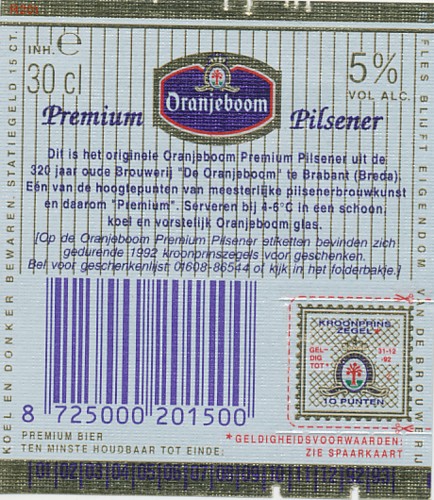 INH. ℮
30 cl
Oranjeboom
5%
VOL ALC.
Premium Pilsener
Dit is het originele Oranjeboom Premium Pilsener uit de
320 jaar oude Brouwerij "De Oranjeboom" te Brabant (Breda).
Eén van de hoogtepunten van meesterlijke pilsenerbrouwkunst
en daarom "Premium". Serveren bij 4-6°C in een schoon,
koel en vorstelijk Oranjeboom glas.
[Op de Oranjeboom Premium Pilsener etiketten bevinden zich
gedurende 1992 kroonprinszegels voor geschenken.
Bel voor geschenkenlijst 01608-86544 of kijk in het folderbakje.]
KOEL EN DONKER BEWAREN. STATIEGELD 15 CT.
FLES BLIJFT EIGENDOM VAN DE BROUWERIJ
KROONPRINS
ZEGEL*
GEL-
DIG
TOT*
31-12
-92
10 PUNTEN
8 725000 201500
PREMIUM BIER
TEN MINSTE HOUDBAAR TOT EINDE:
*GELDIGHEIDSVOORWAARDEN:
ZIE SPAARKAART
01 02 03 04 05 06 07 08 09 10 11 12 91 92 93